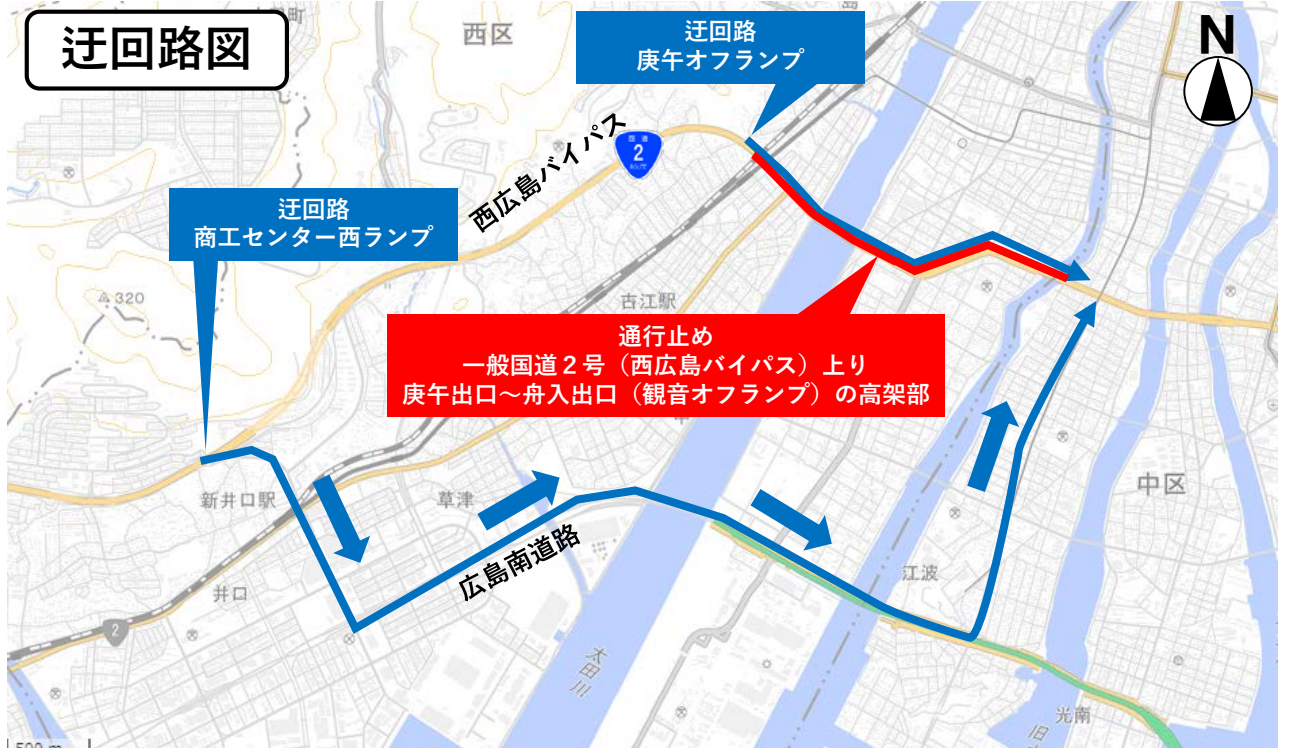 迂回路図
西区
迂回路
庚午オフランプ
N
西広島バイパス
国道
2
ROUTE
迂回路
商工センター西ランプ
320
古江駅
通行止め
一般国道２号（西広島バイパス）上り
庚午出口～舟入出口（観音オフランプ）の高架部
新井口駅
草津
中区
広島南道路
江波
井口
2
太田川
光南
旧
500 m